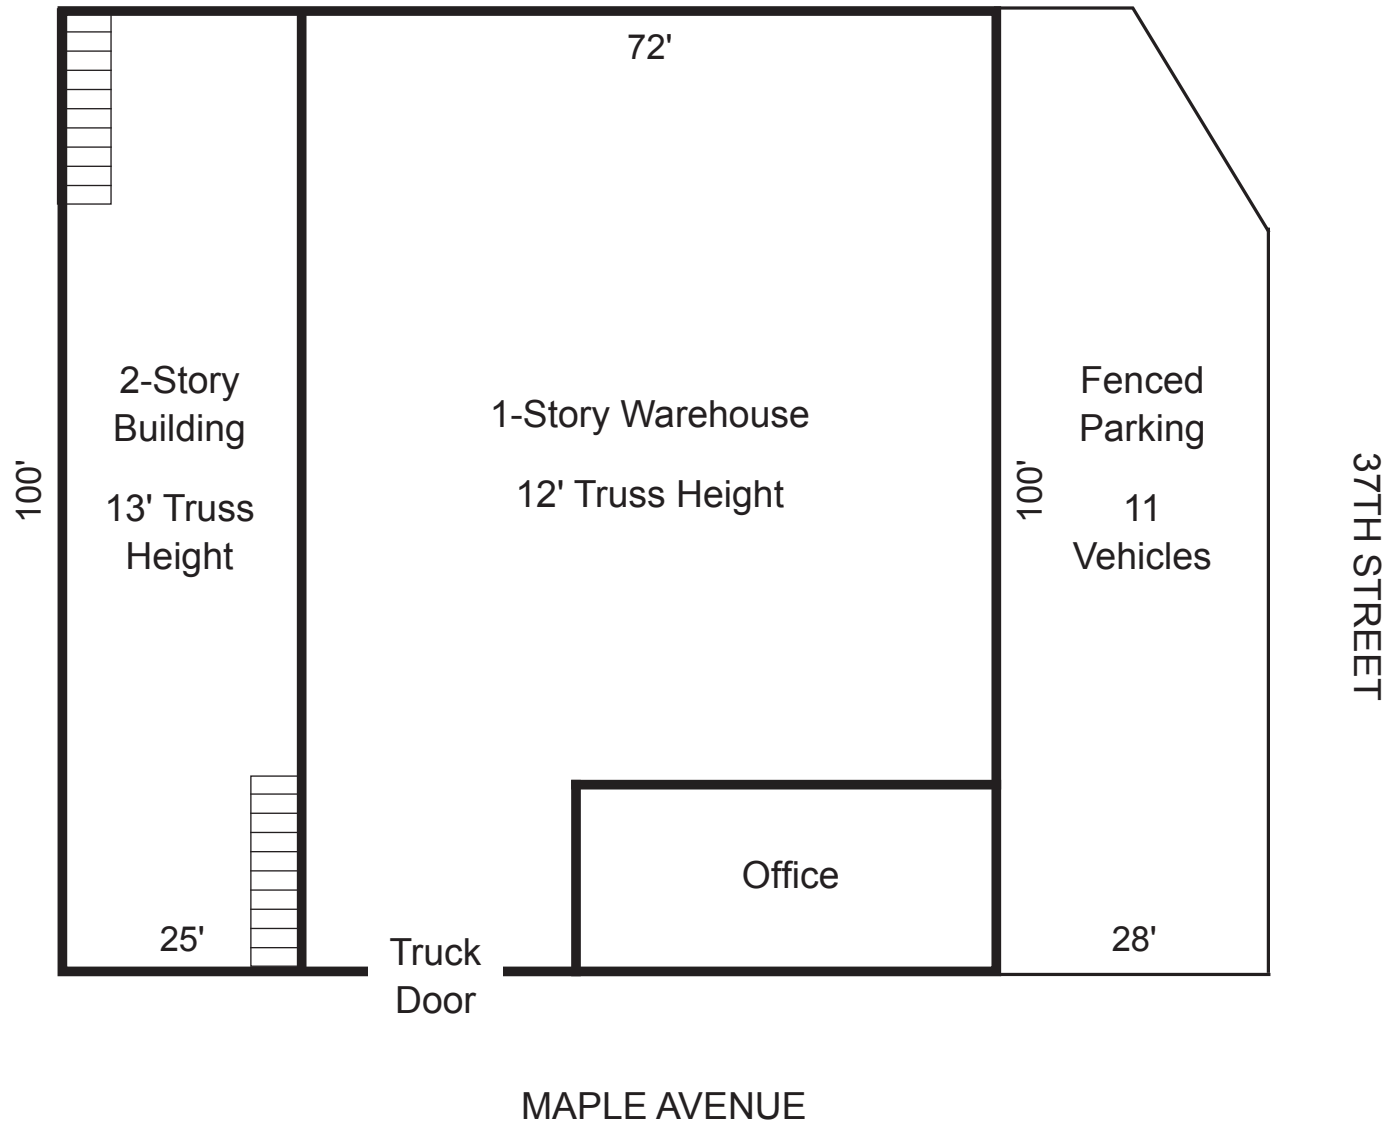 72'
2-Story
Building
13' Truss
Height
100'
25'
1-Story Warehouse
12' Truss Height
100'
Fenced
Parking
11
Vehicles
28'
37TH STREET
Office
Truck
Door
MAPLE AVENUE